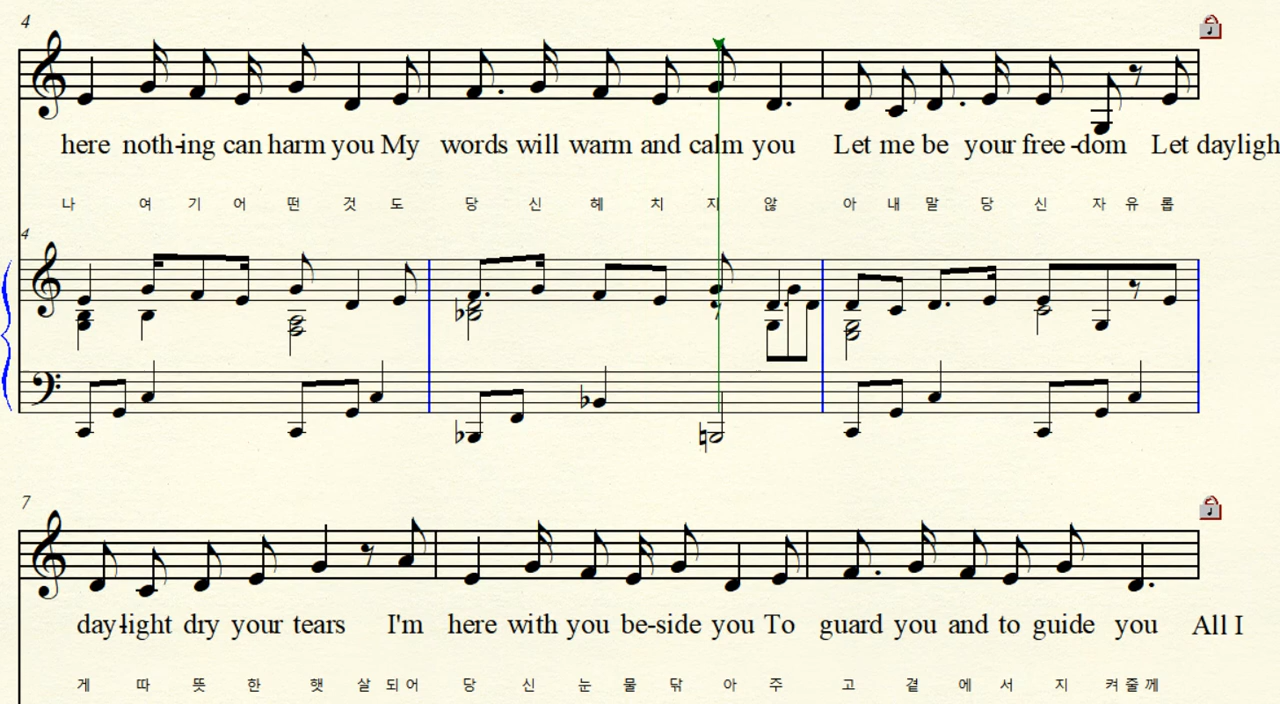 4
here noth-ing can harm you My words will warm and calm you Let me be your free-dom Let dayligh
나 여 기 어 떤 것 도 당 신 헤 치 지 않 아 내 말 당 신 자 유 롭
4
7
day-light dry your tears I'm here with you be-side you To guard you and to guide you All I
게 따 뜻 한 햇 살 되 어 당 신 눈 물 닦 아 주 고 곁 에 서 지 켜 줄 께